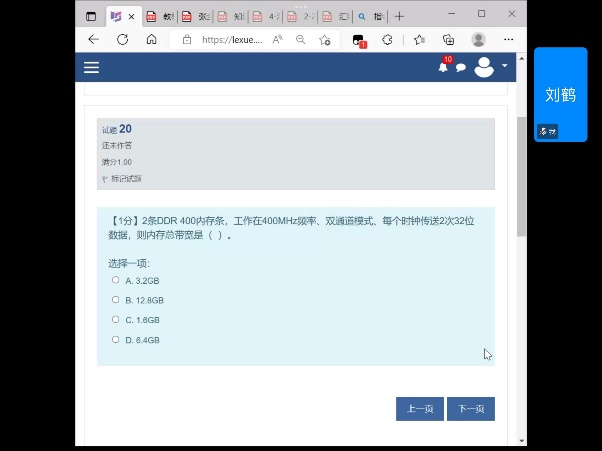 https://lexue....
10
1
试题 20
还未作答
满分1.00
标记试题
【1分】2条DDR 400内存条，工作在400MHz频率、双通道模式、每个时钟传送2次32位
数据，则内存总带宽是（ ）。
选择一项：
A. 3.2GB
B. 12.8GB
C. 1.6GB
D. 6.4GB
上一页
下一页
刘鹤